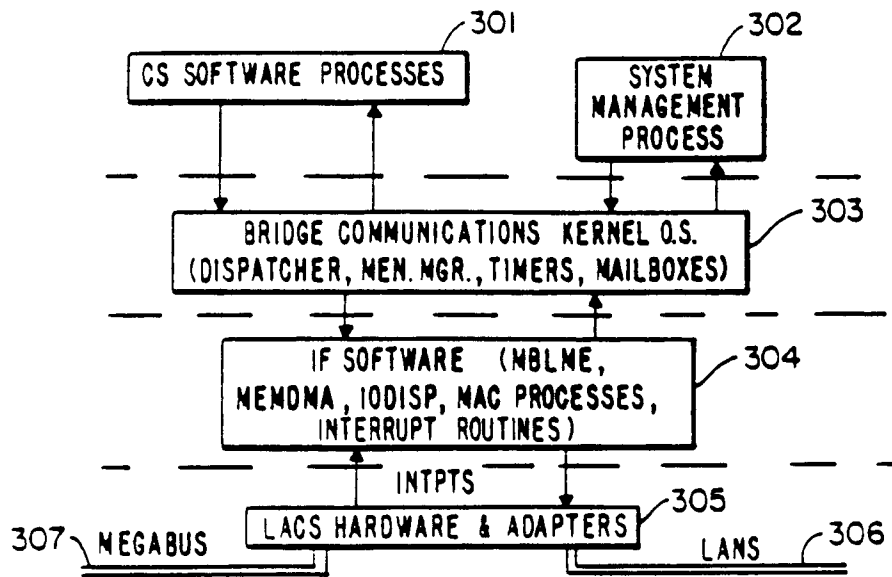 301
CS SOFTWARE PROCESSES
302
SYSTEM
MANAGEMENT
PROCESS
303
BRIDGE COMMUNICATIONS KERNEL O.S.
(DISPATCHER, MEN. MGR., TIMERS, MAILBOXES)
304
IF SOFTWARE (MBLME,
MEMDMA, IODISP, MAC PROCESSES,
INTERRUPT ROUTINES)
INTPTS
305
LACS HARDWARE & ADAPTERS
307 MEGABUS
LANS 306